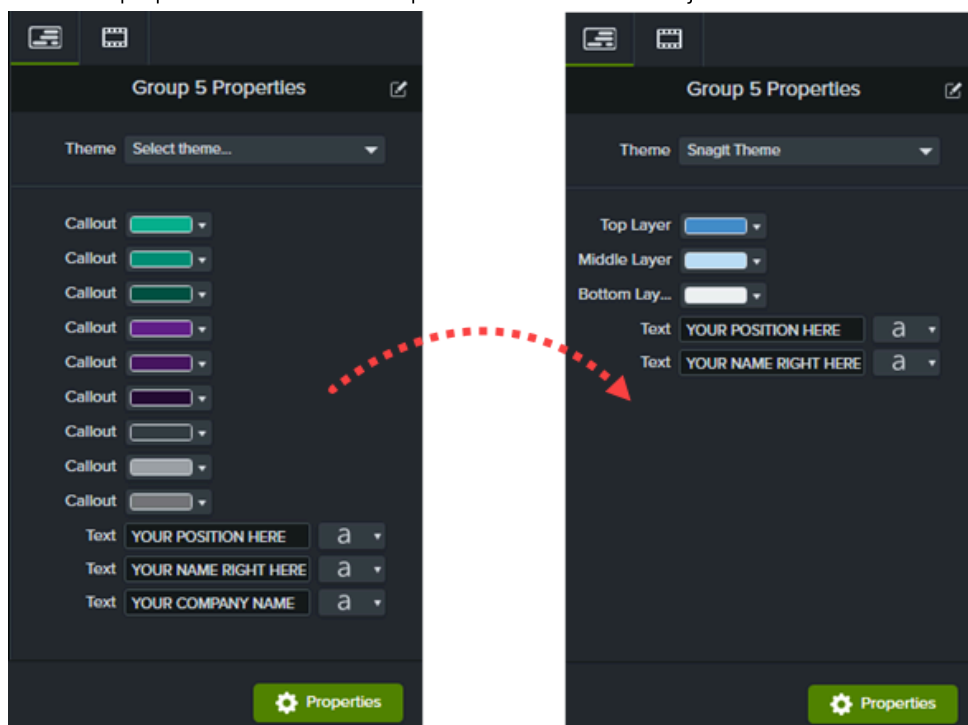 Group 5 Properties
Theme Select theme...
Callout
Callout
Callout
Callout
Callout
Callout
Callout
Callout
Callout
Text YOUR POSITION HERE a
Text YOUR NAME RIGHT HERE a
Text YOUR COMPANY NAME a
Properties
Group 5 Properties
Theme SnagIt Theme
Top Layer
Middle Layer
Bottom Lay...
Text YOUR POSITION HERE a
Text YOUR NAME RIGHT HERE a
Properties